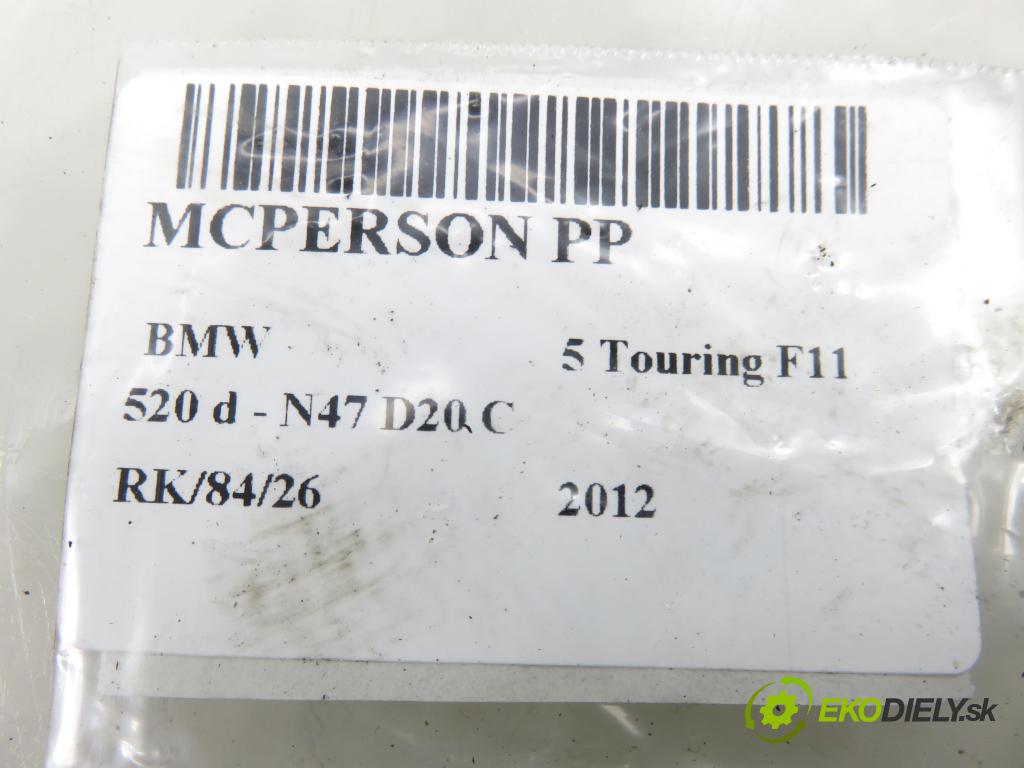 MCPERSON PP
BMW 5 Touring F11
520 d - N47 D20 C
RK/84/26 2012
EKODIELY.sk